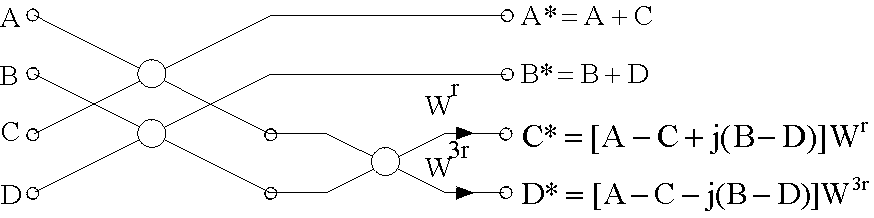 A A* = A + C
B B* = B + D
W^r
C C* = [A − C + j(B − D)]W^r
W^3r
D D* = [A − C − j(B − D)]W^3r